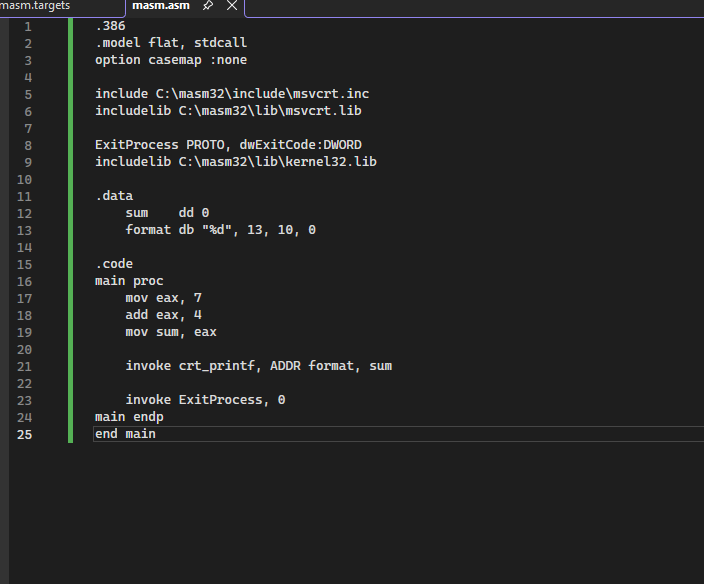 masm.targets
masm.asm
1 .386
2 .model flat, stdcall
3 option casemap :none
4
5 include C:\masm32\include\msvcrt.inc
6 includelib C:\masm32\lib\msvcrt.lib
7
8 ExitProcess PROTO, dwExitCode:DWORD
9 includelib C:\masm32\lib\kernel32.lib
10
11 .data
12     sum    dd 0
13     format db "%d", 13, 10, 0
14
15 .code
16 main proc
17     mov eax, 7
18     add eax, 4
19     mov sum, eax
20
21     invoke crt_printf, ADDR format, sum
22
23     invoke ExitProcess, 0
24 main endp
25 end main